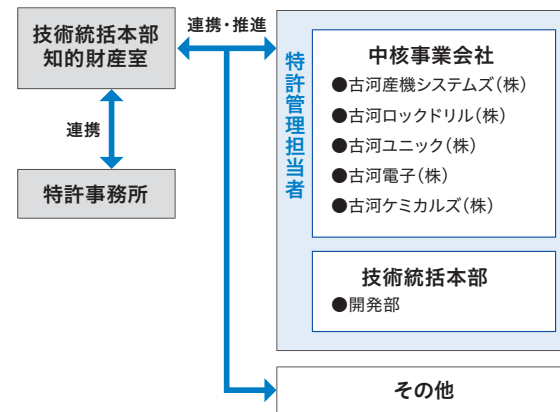 技術統括本部
知的財産室
連携・推進
連携
特許事務所
特許管理担当者
中核事業会社
●古河産機システムズ(株)
●古河ロックドリル(株)
●古河ユニック(株)
●古河電子(株)
●古河ケミカルズ(株)
技術統括本部
●開発部
その他